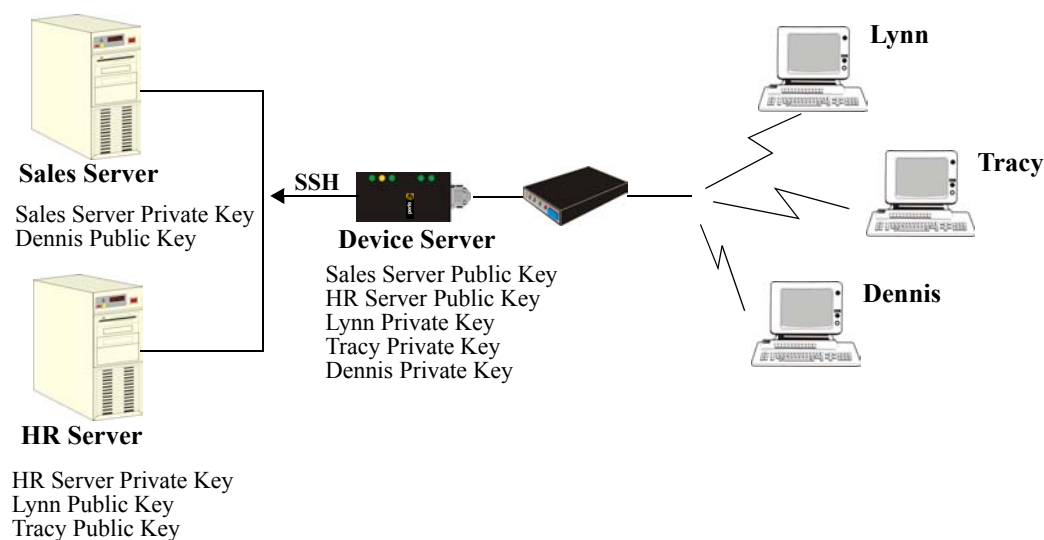 Lynn
Sales Server
Sales Server Private Key
Dennis Public Key
SSH
Tracy
Device Server
Sales Server Public Key
HR Server Public Key
Lynn Private Key
Tracy Private Key
Dennis Private Key
Dennis
HR Server
HR Server Private Key
Lynn Public Key
Tracy Public Key